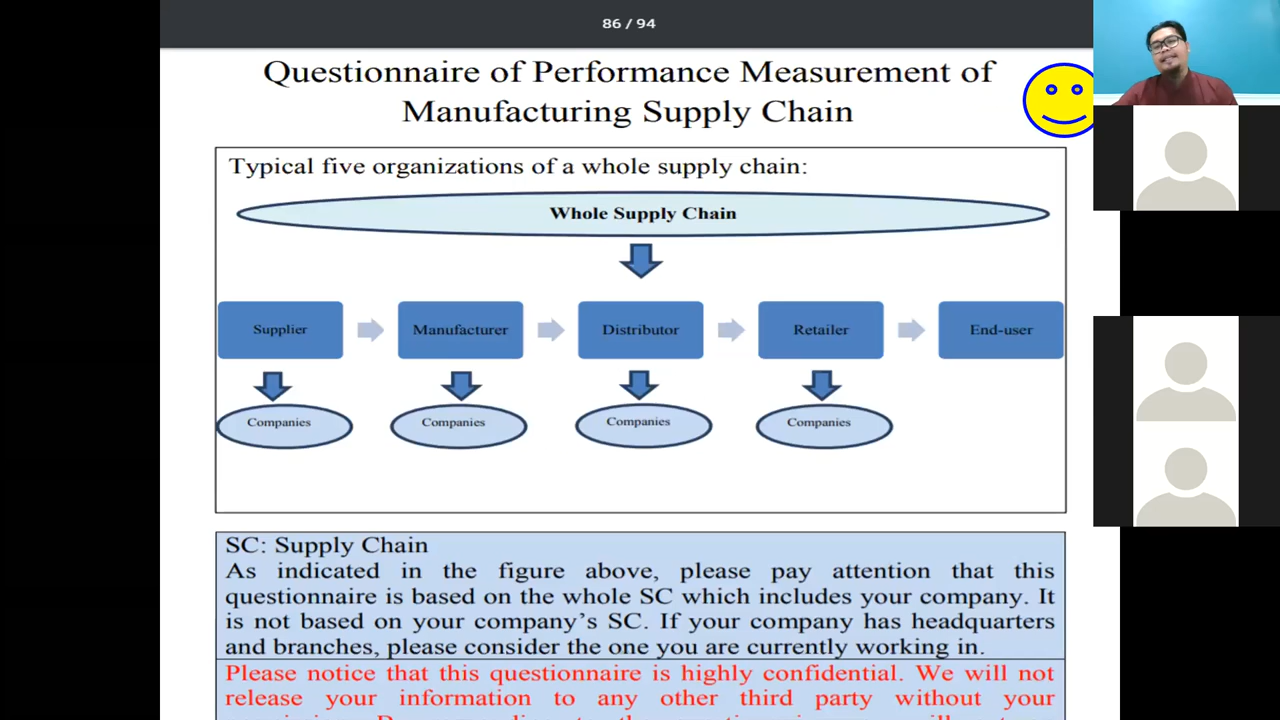 86 / 94
Questionnaire of Performance Measurement of
Manufacturing Supply Chain
Typical five organizations of a whole supply chain:
Whole Supply Chain
Supplier
Manufacturer
Distributor
Retailer
End-user
Companies
Companies
Companies
Companies
SC: Supply Chain
As indicated in the figure above, please pay attention that this
questionnaire is based on the whole SC which includes your company. It
is not based on your company's SC. If your company has headquarters
and branches, please consider the one you are currently working in.
Please notice that this questionnaire is highly confidential. We will not
release your information to any other third party without your